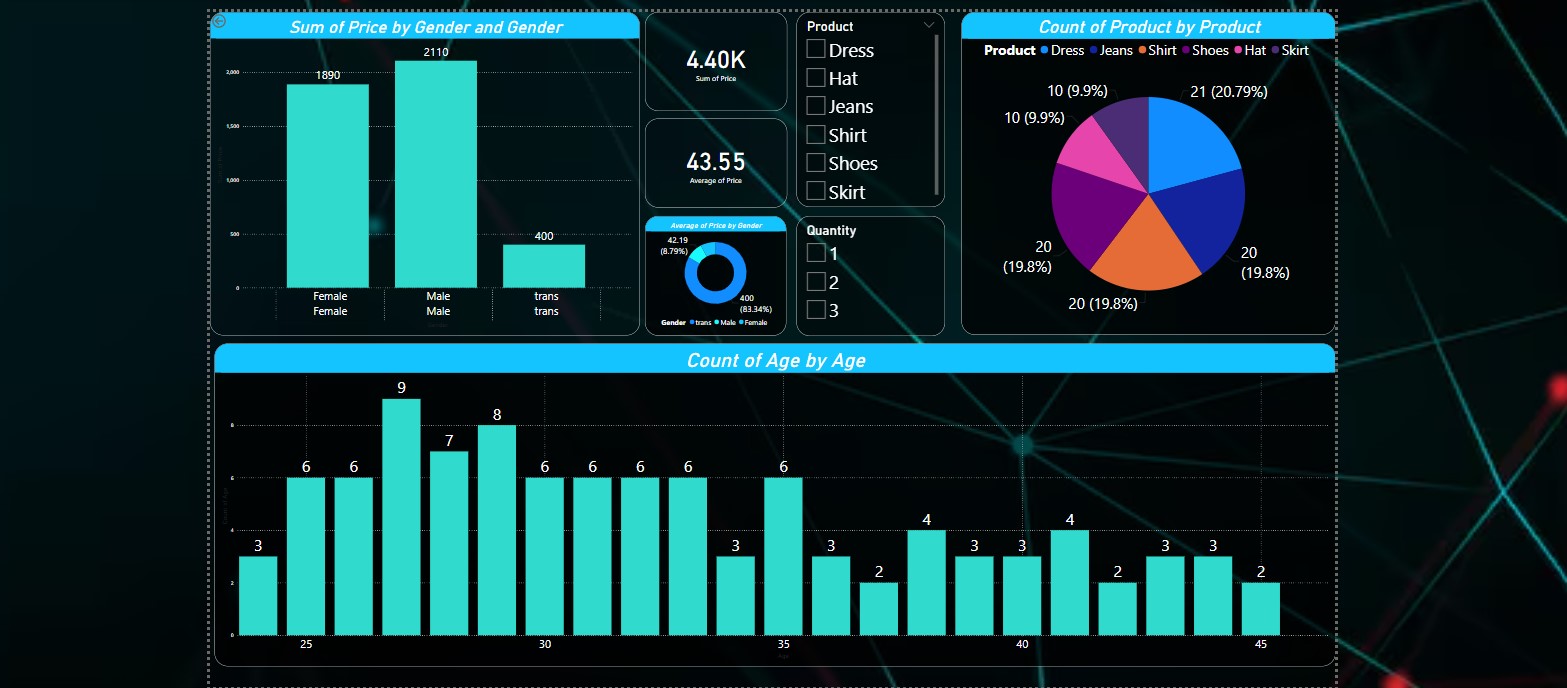 Sum of Price by Gender and Gender
2110
1890
400
2,000
1,500
1,000
500
0
Female
Male
trans
Female
Male
trans
4.40K
Sum of Price
43.55
Average of Price
Average of Price by Gender
42.19
(8.79%)
400
(83.34%)
Gender trans Male Female
Product
Dress
Hat
Jeans
Shirt
Shoes
Skirt
Quantity
1
2
3
Count of Product by Product
Product Dress Jeans Shirt Shoes Hat Skirt
10 (9.9%)
21 (20.79%)
10 (9.9%)
20
(19.8%)
20
(19.8%)
20 (19.8%)
Count of Age by Age
8
6
4
2
0
3 6 6 9 7 8 6 6 6 6 3 6 3 2 4 3 3 4 2 3 3 2
25 30 35 40 45
Age